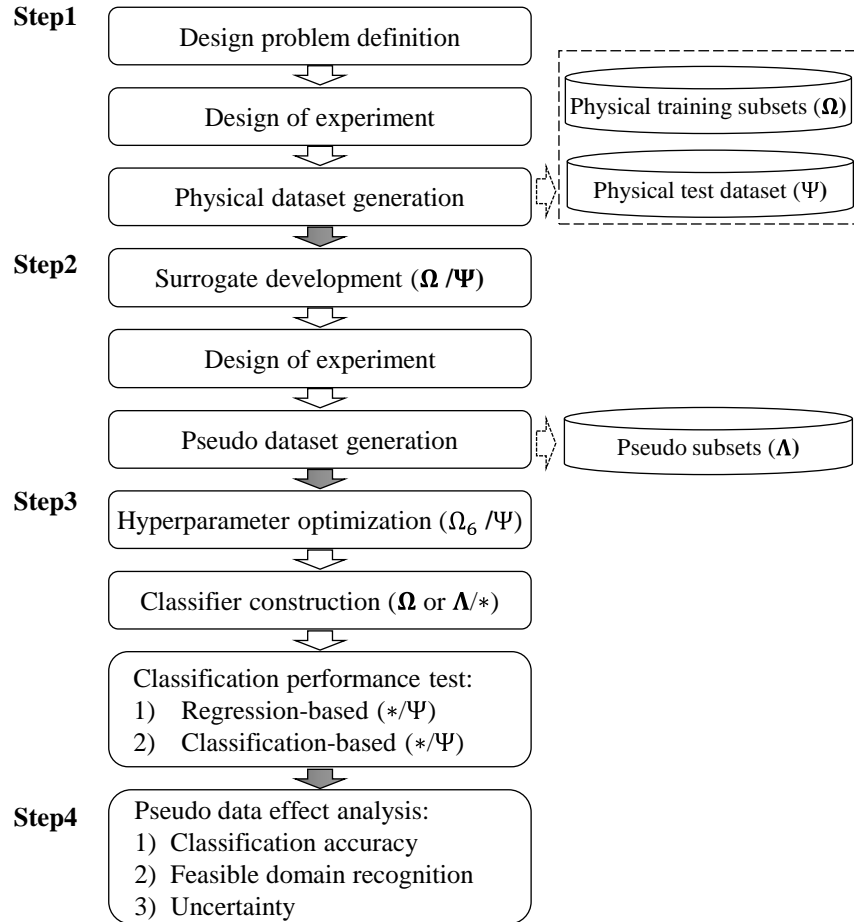 Step1
Design problem definition
Design of experiment
Physical training subsets (Ω)
Physical dataset generation
Physical test dataset (Ψ)
Step2
Surrogate development (Ω /Ψ)
Design of experiment
Pseudo dataset generation
Pseudo subsets (Λ)
Step3
Hyperparameter optimization (Ω₆ /Ψ)
Classifier construction (Ω or Λ/∗)
Classification performance test:
1) Regression-based (∗/Ψ)
2) Classification-based (∗/Ψ)
Step4
Pseudo data effect analysis:
1) Classification accuracy
2) Feasible domain recognition
3) Uncertainty